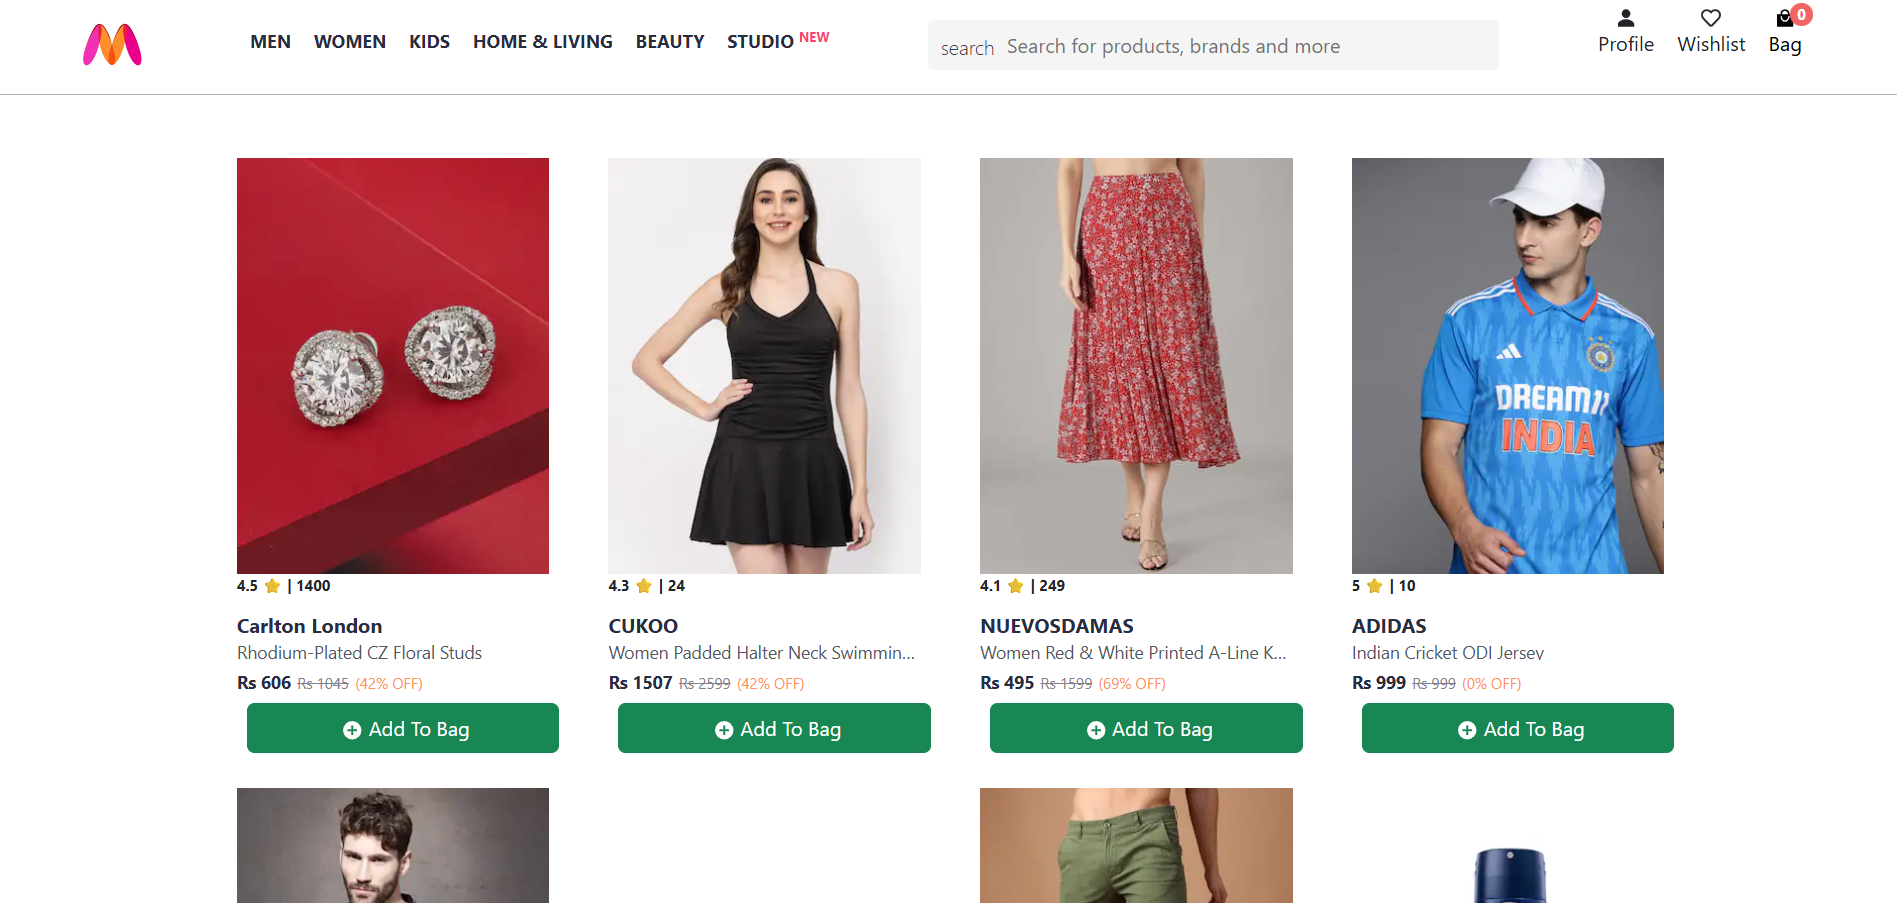 MEN WOMEN KIDS HOME & LIVING BEAUTY STUDIO NEW
search Search for products, brands and more
Profile Wishlist Bag 0
DREAM11
INDIA
4.5 ⭐ | 1400
Carlton London
Rhodium-Plated CZ Floral Studs
Rs 606 Rs 1045 (42% OFF)
Add To Bag
4.3 ⭐ | 24
CUKOO
Women Padded Halter Neck Swimmin...
Rs 1507 Rs 2599 (42% OFF)
Add To Bag
4.1 ⭐ | 249
NUEVOSDAMAS
Women Red & White Printed A-Line K...
Rs 495 Rs 1599 (69% OFF)
Add To Bag
5 ⭐ | 10
ADIDAS
Indian Cricket ODI Jersey
Rs 999 Rs 999 (0% OFF)
Add To Bag